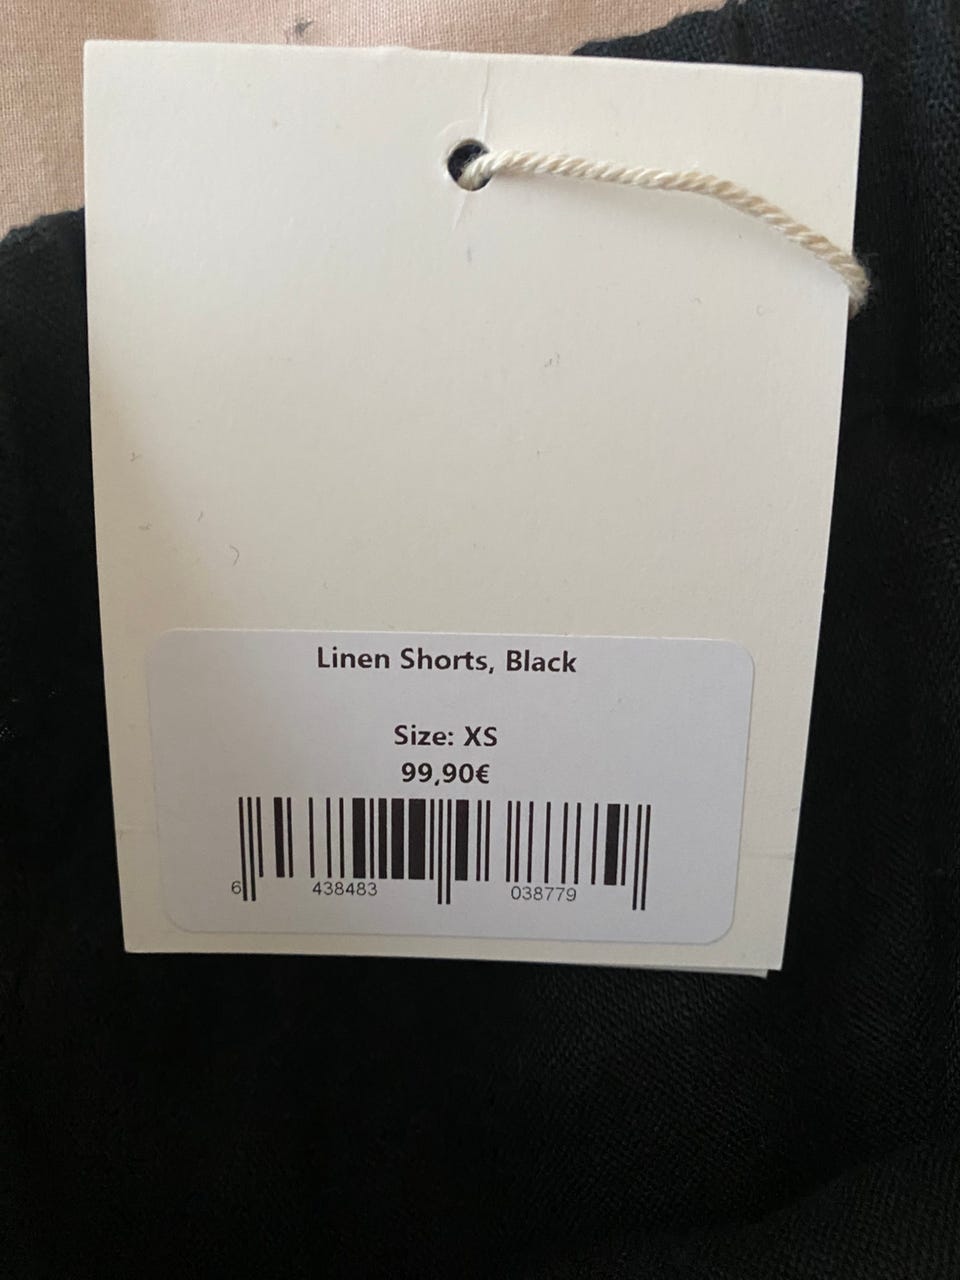 Linen Shorts, Black
Size: XS
99,90€
6 438483 038779